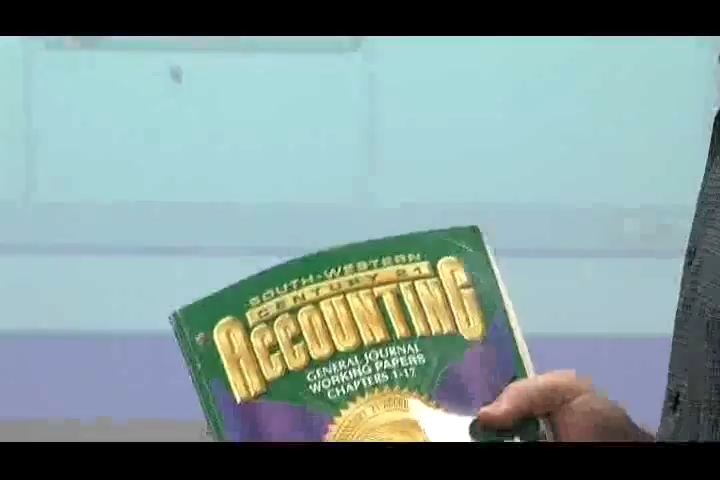 SOUTH-WESTERN
CENTURY 21
ACCOUNTING
GENERAL JOURNAL
WORKING PAPERS
CHAPTERS 1-17